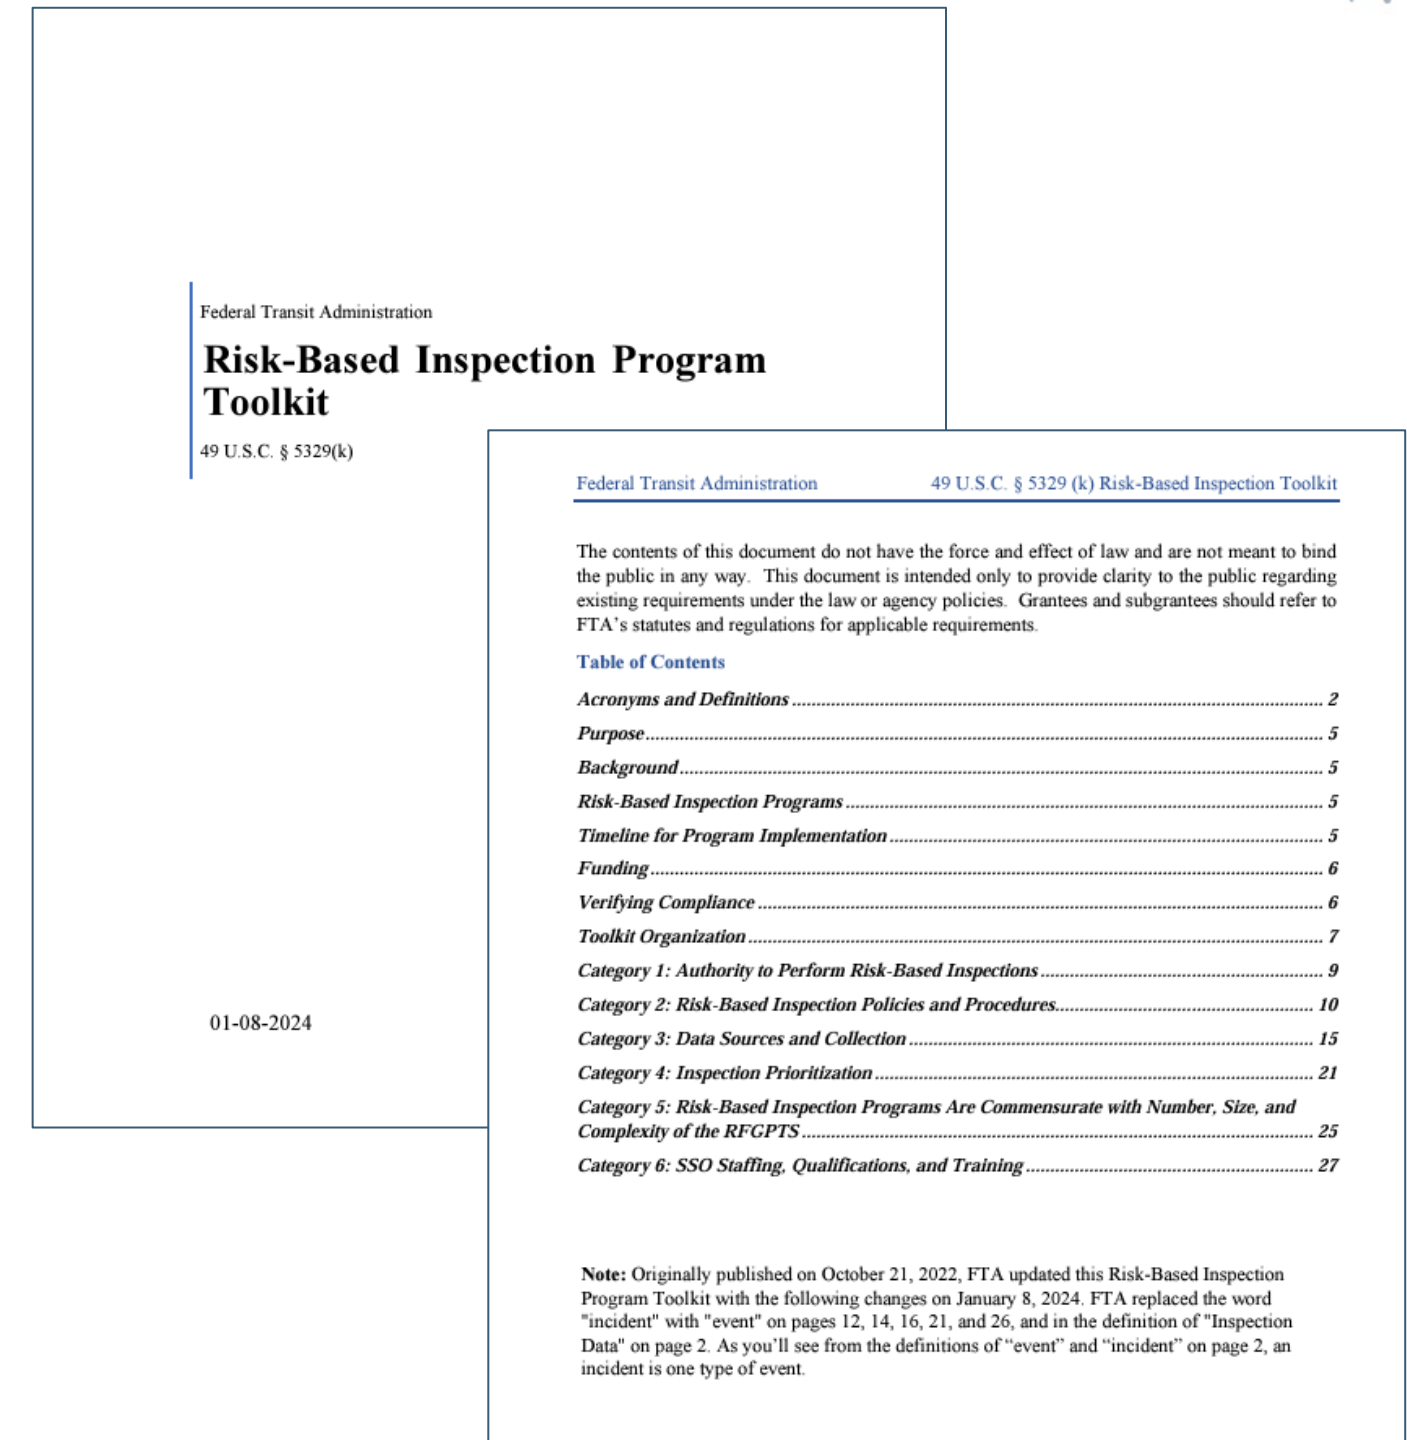 Federal Transit Administration
Risk-Based Inspection Program
Toolkit
49 U.S.C. § 5329(k)
01-08-2024
Federal Transit Administration 49 U.S.C. § 5329 (k) Risk-Based Inspection Toolkit
The contents of this document do not have the force and effect of law and are not meant to bind
the public in any way. This document is intended only to provide clarity to the public regarding
existing requirements under the law or agency policies. Grantees and subgrantees should refer to
FTA’s statutes and regulations for applicable requirements.
Table of Contents
Acronyms and Definitions ........ 2
Purpose ........ 5
Background ........ 5
Risk-Based Inspection Programs ........ 5
Timeline for Program Implementation ........ 5
Funding ........ 6
Verifying Compliance ........ 6
Toolkit Organization ........ 7
Category 1: Authority to Perform Risk-Based Inspections ........ 9
Category 2: Risk-Based Inspection Policies and Procedures ........ 10
Category 3: Data Sources and Collection ........ 15
Category 4: Inspection Prioritization ........ 21
Category 5: Risk-Based Inspection Programs Are Commensurate with Number, Size, and
Complexity of the RFGPTS ........ 25
Category 6: SSO Staffing, Qualifications, and Training ........ 27
Note: Originally published on October 21, 2022, FTA updated this Risk-Based Inspection
Program Toolkit with the following changes on January 8, 2024. FTA replaced the word
"incident" with "event" on pages 12, 14, 16, 21, and 26, and in the definition of "Inspection
Data" on page 2. As you’ll see from the definitions of “event” and “incident” on page 2, an
incident is one type of event.